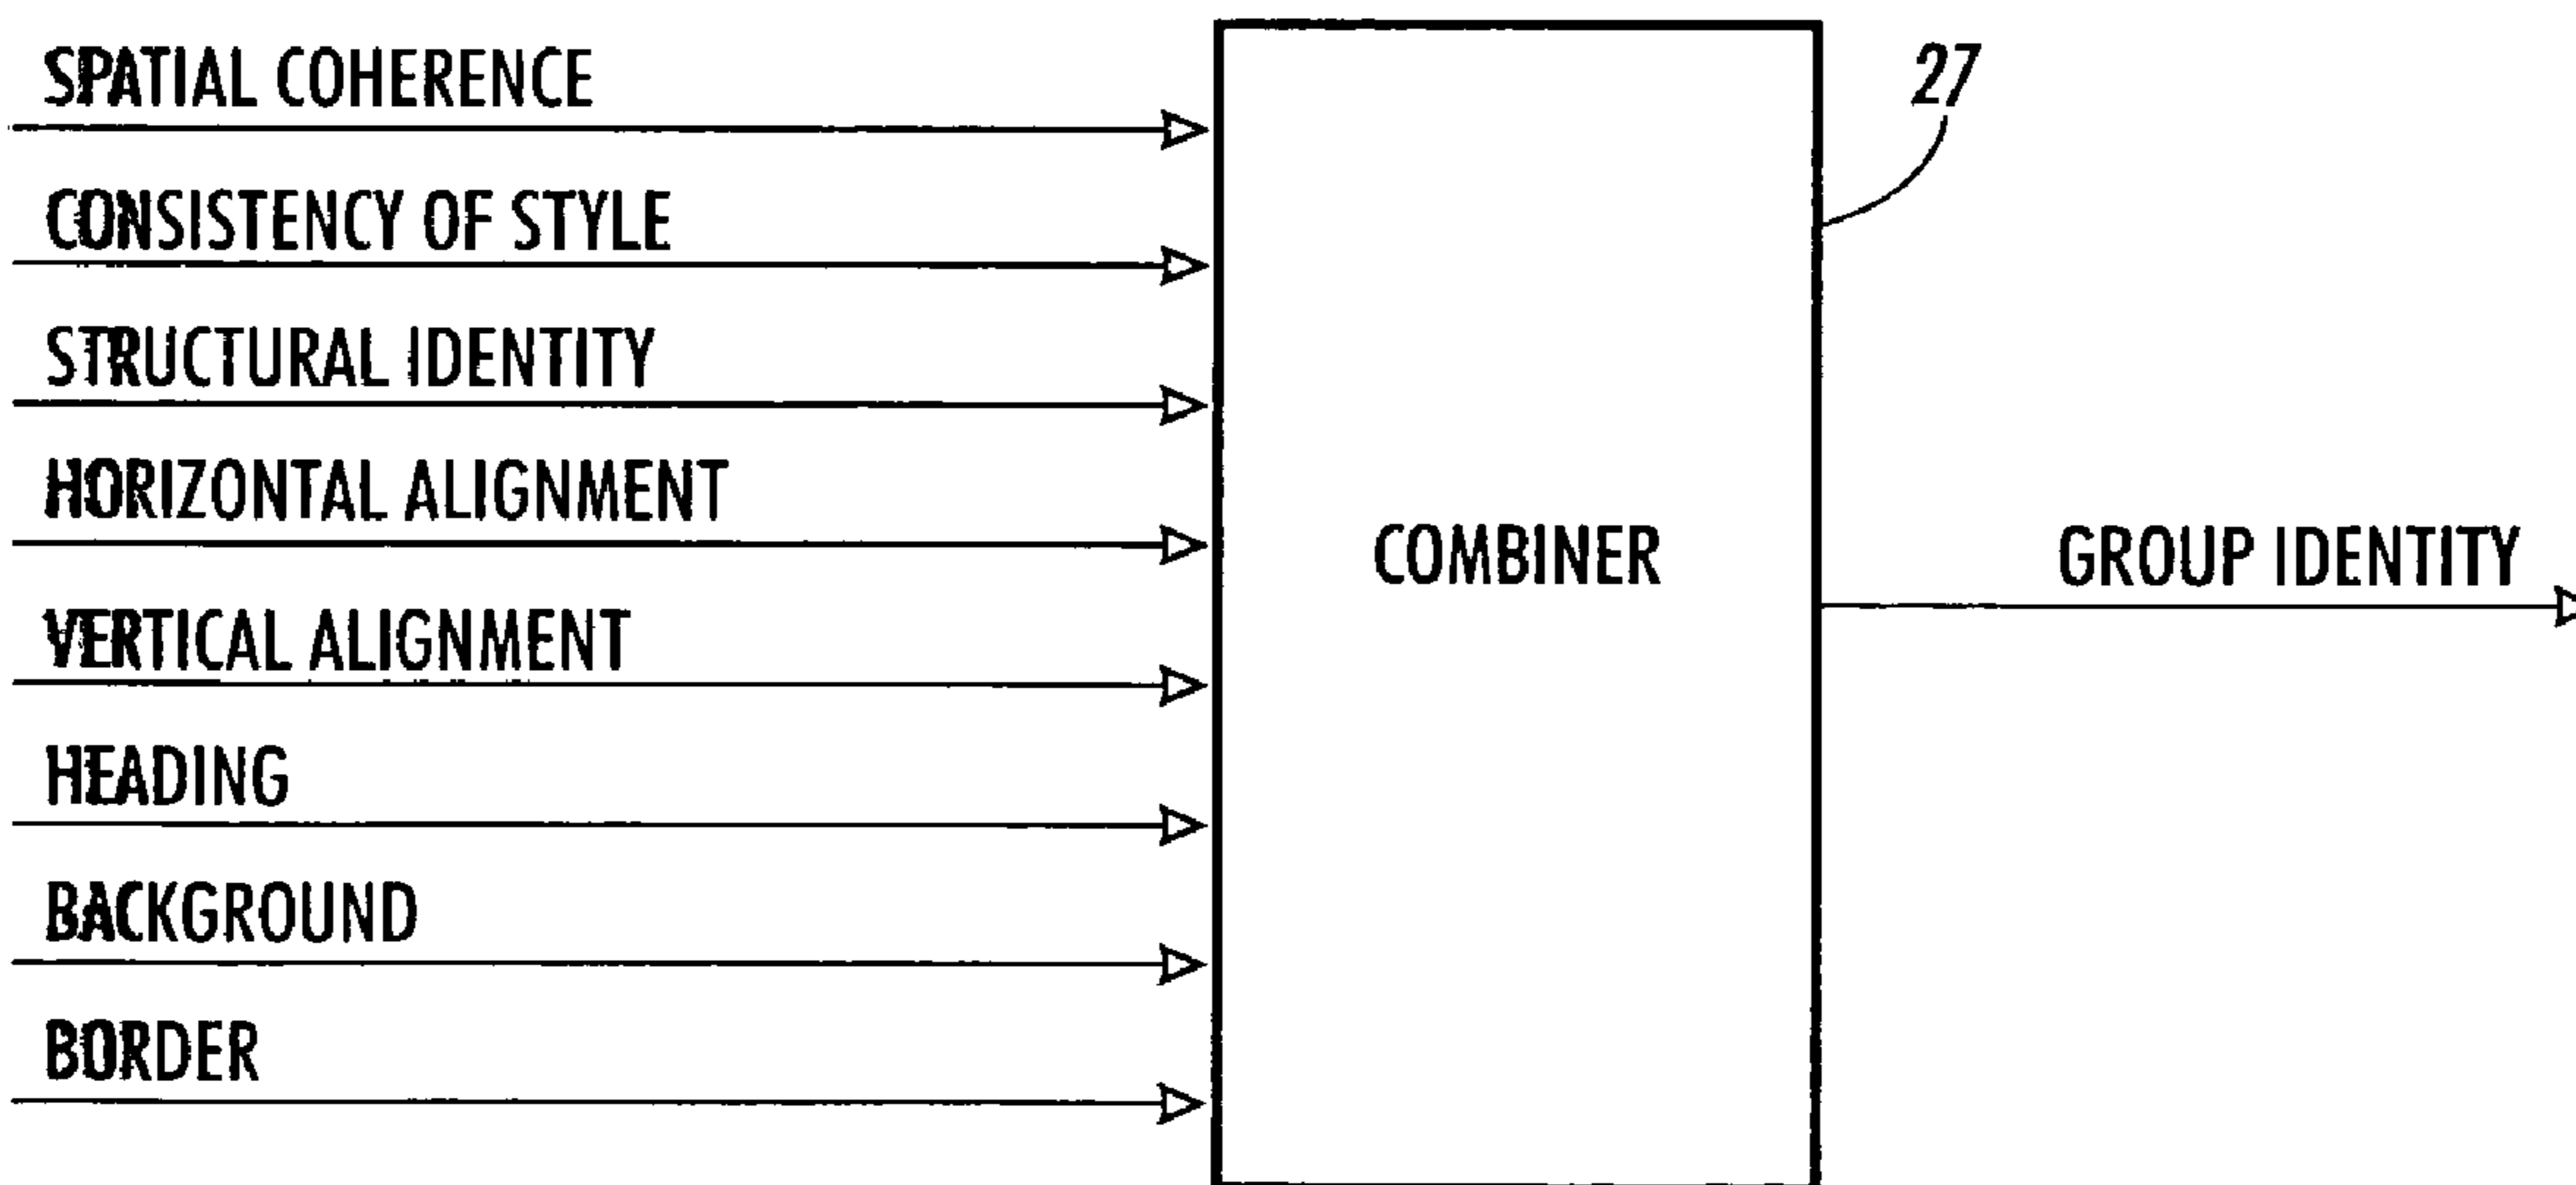 SPATIAL COHERENCE
CONSISTENCY OF STYLE
STRUCTURAL IDENTITY
HORIZONTAL ALIGNMENT
VERTICAL ALIGNMENT
HEADING
BACKGROUND
BORDER
COMBINER
27
GROUP IDENTITY